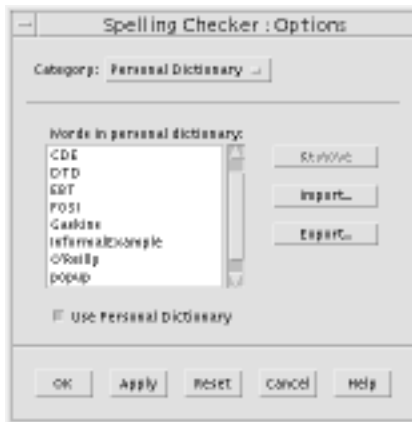 Spelling Checker : Options
Category: Personal Dictionary
Words in personal dictionary:
CDE
DTD
EBT
FOSI
Gaskins
InformalExample
O'Reilly
popup
Remove
Import...
Export...
Use Personal Dictionary
OK Apply Reset Cancel Help